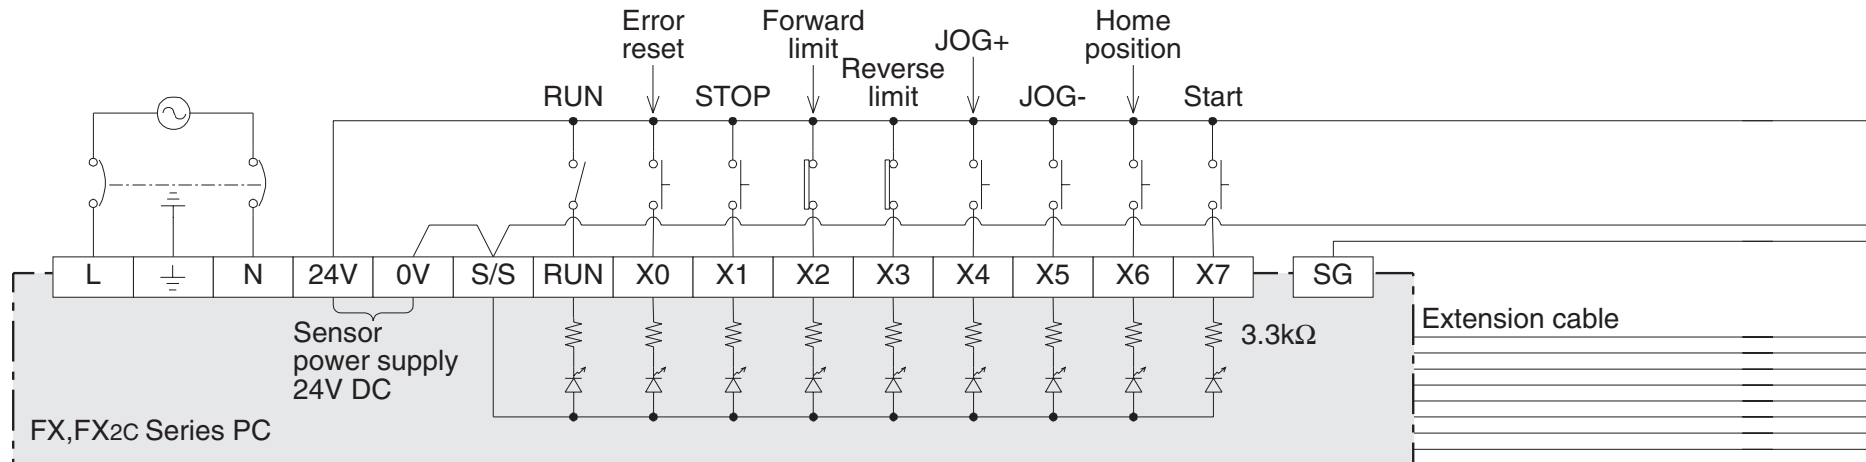 Error
reset
Forward
limit
Reverse
limit
JOG+
Home
position
RUN
STOP
JOG-
Start
L
N
24V
0V
S/S
RUN
X0
X1
X2
X3
X4
X5
X6
X7
SG
Sensor
power supply
24V DC
3.3kΩ
Extension cable
FX,FX2C Series PC